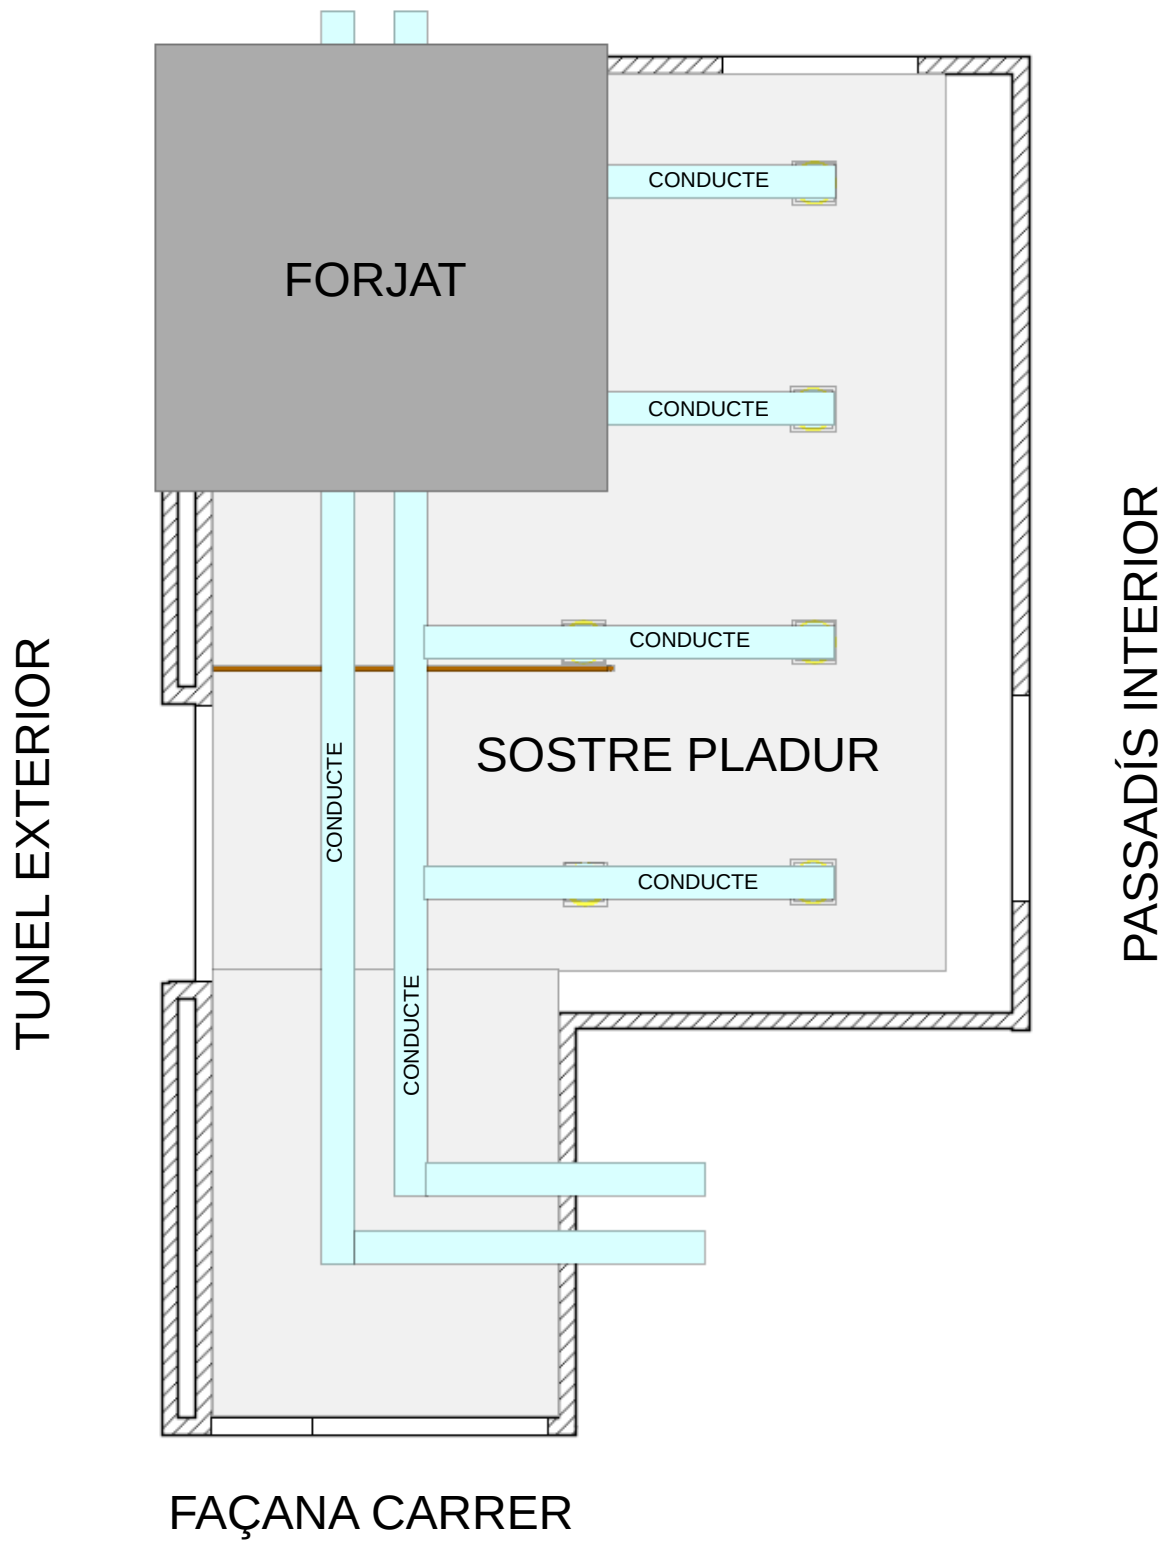 CONDUCTE
FORJAT
CONDUCTE
CONDUCTE
SOSTRE PLADUR
CONDUCTE
CONDUCTE
CONDUCTE
TUNEL EXTERIOR
PASSADÍS INTERIOR
FAÇANA CARRER